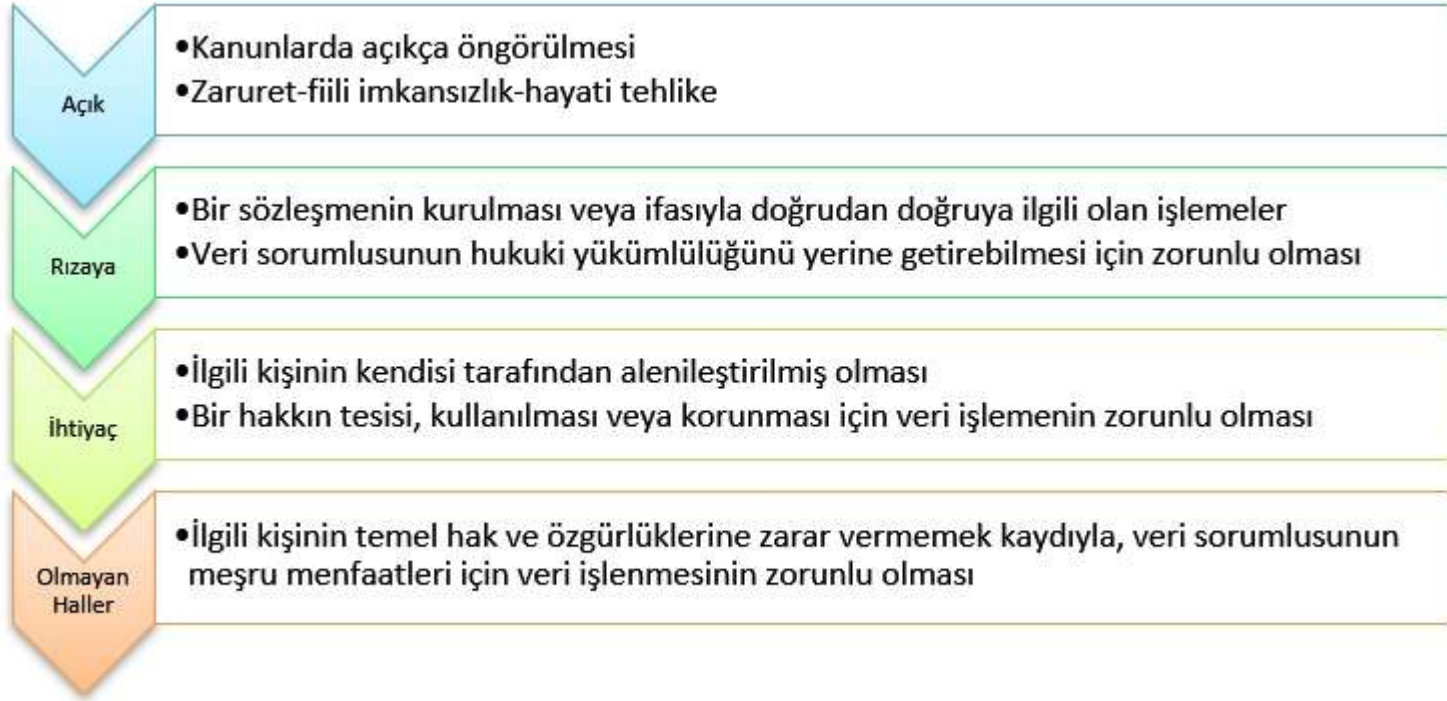 Açık
•Kanunlarda açıkça öngörülmesi
•Zaruret-fiili imkansızlık-hayati tehlike
Rızaya
•Bir sözleşmenin kurulması veya ifasıyla doğrudan doğruya ilgili olan işlemeler
•Veri sorumlusunun hukuki yükümlülüğünü yerine getirebilmesi için zorunlu olması
İhtiyaç
•İlgili kişinin kendisi tarafından alenileştirilmiş olması
•Bir hakkın tesisi, kullanılması veya korunması için veri işlemenin zorunlu olması
Olmayan
Haller
•İlgili kişinin temel hak ve özgürlüklerine zarar vermemek kaydıyla, veri sorumlusunun
meşru menfaatleri için veri işlenmesinin zorunlu olması